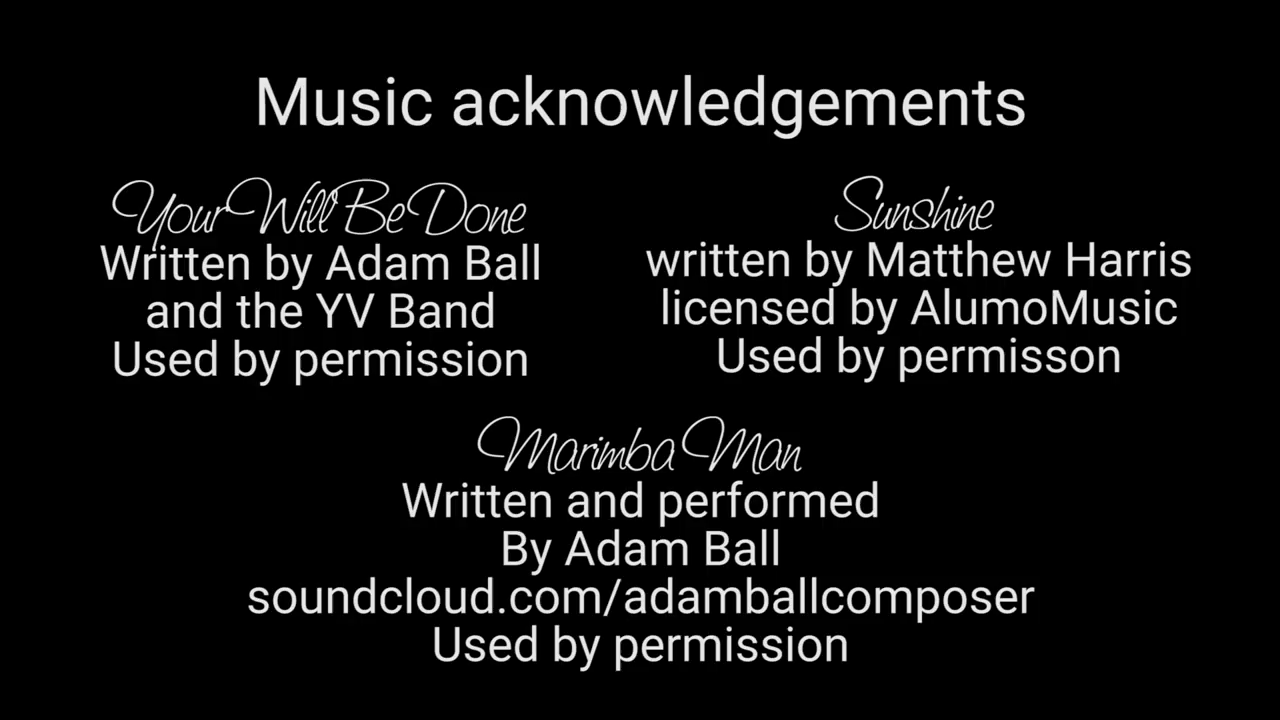 Music acknowledgements
Your Will Be Done
Written by Adam Ball
and the YV Band
Used by permission
Sunshine
written by Matthew Harris
licensed by AlumoMusic
Used by permisson
Marimba Man
Written and performed
By Adam Ball
soundcloud.com/adamballcomposer
Used by permission